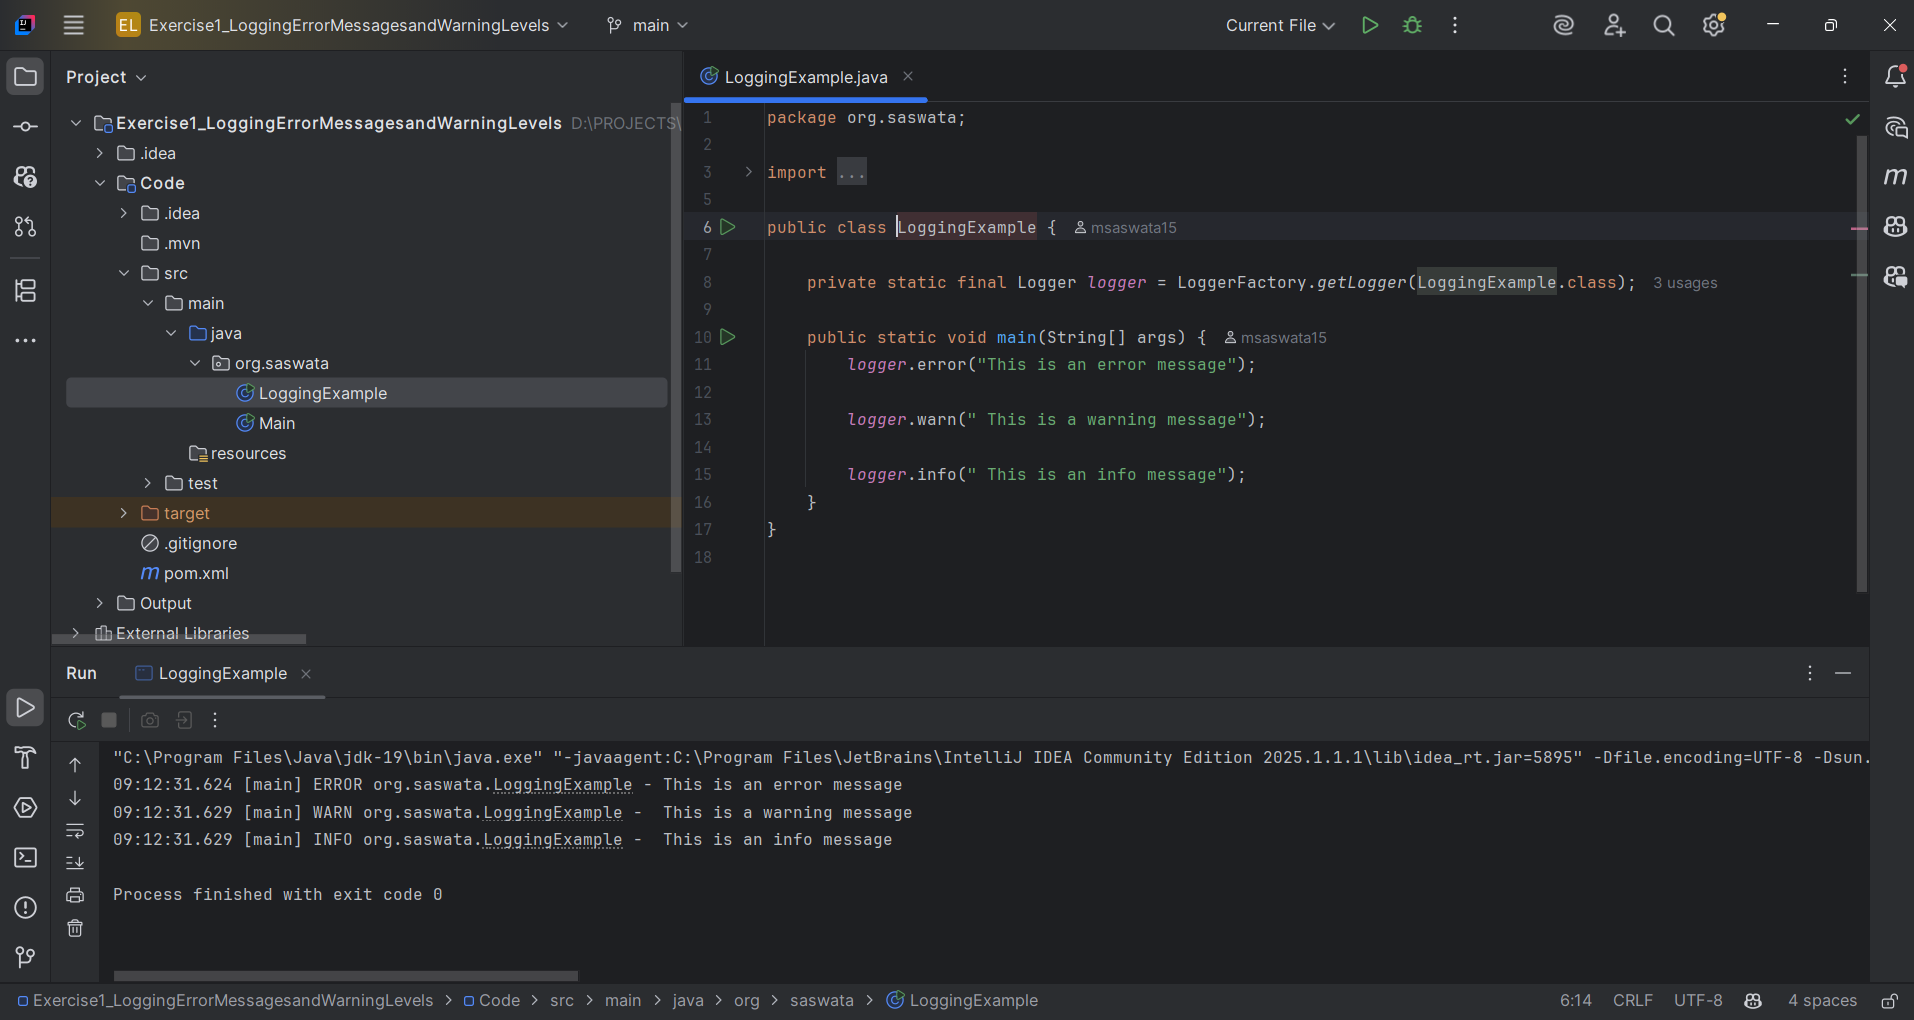 EL Exercise1_LoggingErrorMessagesandWarningLevels main Current File
Project
Exercise1_LoggingErrorMessagesandWarningLevels D:\PROJECTS\
.idea
Code
.idea
.mvn
src
main
java
org.saswata
LoggingExample
Main
resources
test
target
.gitignore
m pom.xml
Output
External Libraries
LoggingExample.java
1 package org.saswata;
2
3 import ...
5
6 public class LoggingExample { msaswata15
7
8 private static final Logger logger = LoggerFactory.getLogger(LoggingExample.class); 3 usages
9
10 public static void main(String[] args) { msaswata15
11 logger.error("This is an error message");
12
13 logger.warn(" This is a warning message");
14
15 logger.info(" This is an info message");
16 }
17 }
18
m
Run LoggingExample
"C:\Program Files\Java\jdk-19\bin\java.exe" "-javaagent:C:\Program Files\JetBrains\IntelliJ IDEA Community Edition 2025.1.1.1\lib\idea_rt.jar=5895" -Dfile.encoding=UTF-8 -Dsun.
09:12:31.624 [main] ERROR org.saswata.LoggingExample - This is an error message
09:12:31.629 [main] WARN org.saswata.LoggingExample -  This is a warning message
09:12:31.629 [main] INFO org.saswata.LoggingExample -  This is an info message
Process finished with exit code 0
Exercise1_LoggingErrorMessagesandWarningLevels > Code > src > main > java > org > saswata > LoggingExample 6:14 CRLF UTF-8 4 spaces